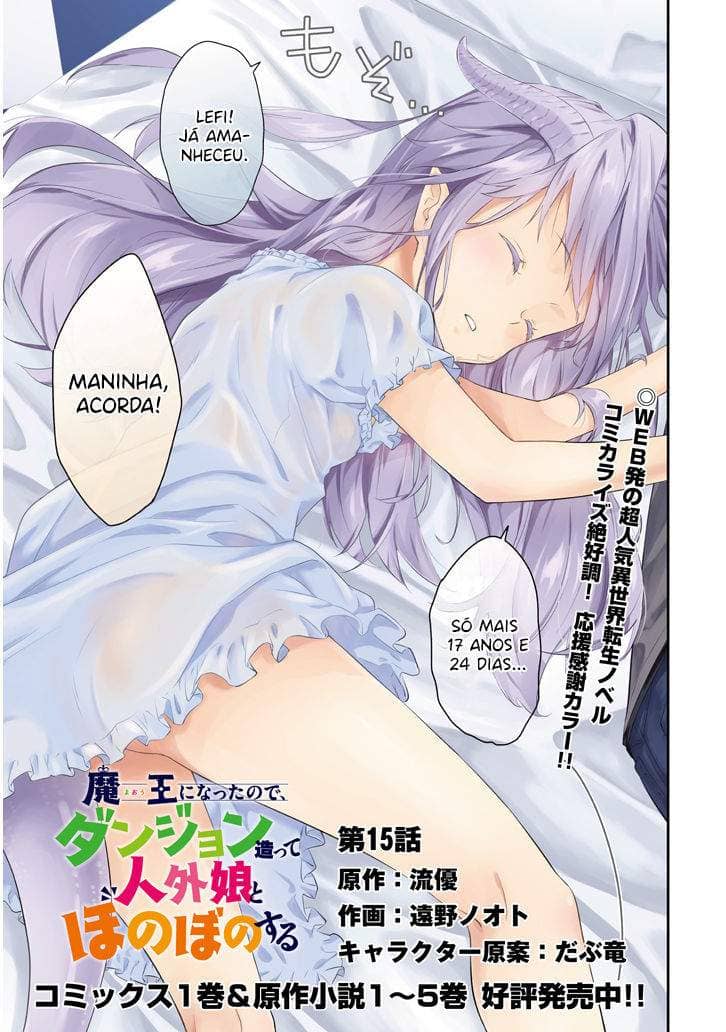 もぞ…
LEFI!
JÁ AMA-
NHECEU.
MANINHA,
ACORDA!
SÓ MAIS
17 ANOS E
24 DIAS...
◎WEB発の超人気異世界転生ノベル
コミカライズ絶好調！ 応援感謝カラー!!
魔王になったので、
まおう
ダンジョン造って
人外娘と
ほのぼのする
第15話
原作：流優
作画：遠野ノオト
キャラクター原案：だぶ竜
コミックス1巻&原作小説1〜5巻 好評発売中!!